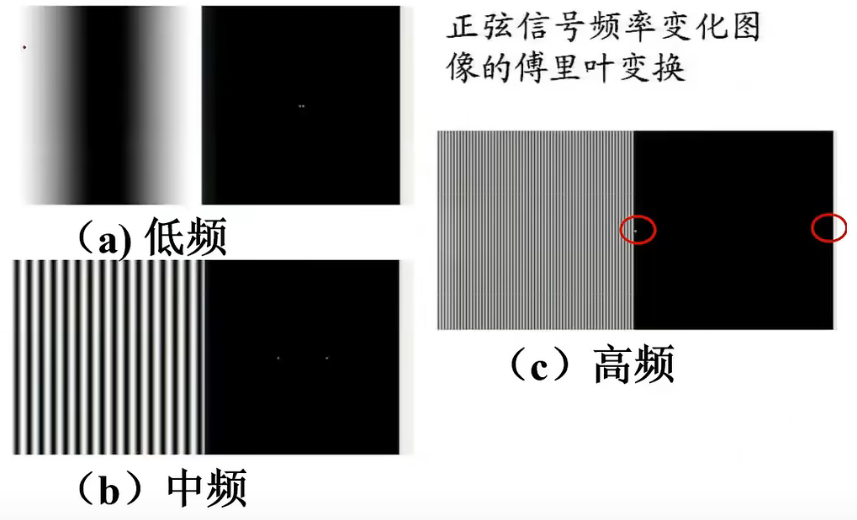 正弦信号频率变化图
像的傅里叶变换
（a) 低频
（c）高频
（b）中频